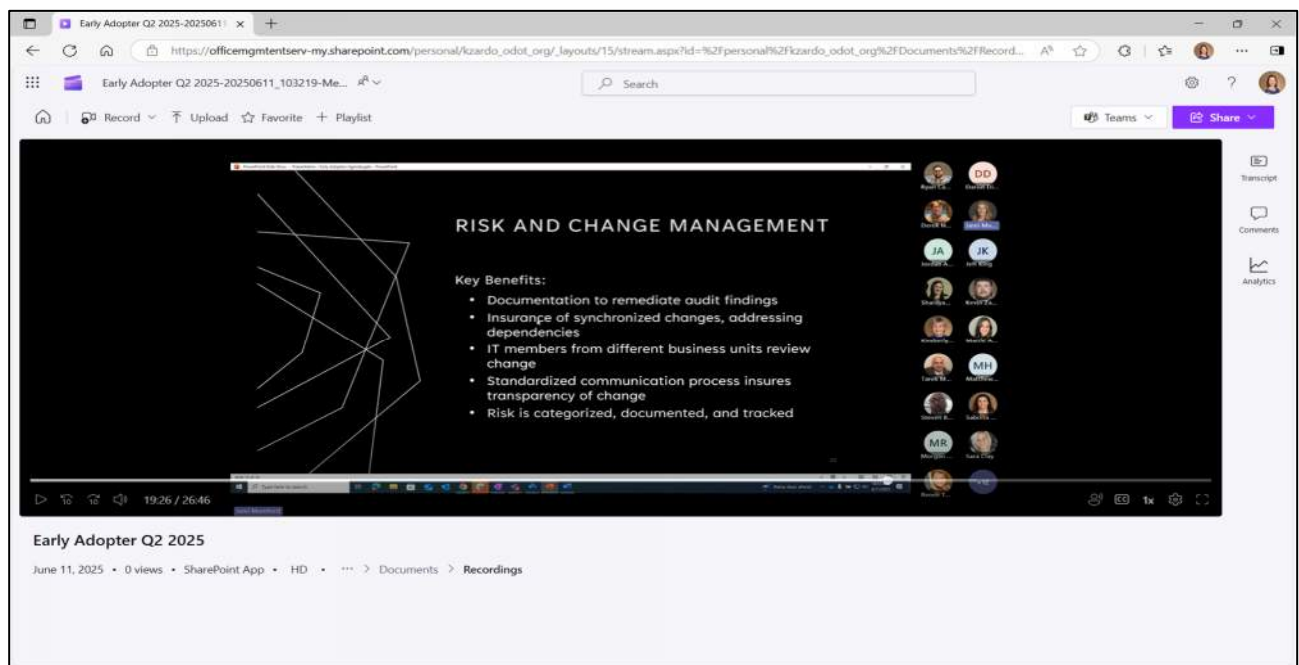 Early Adopter Q2 2025-20250611
https://officemgmtentserv-my.sharepoint.com/personal/kzardo_odot_org/_layouts/15/stream.aspx?id=%2Fpersonal%2Fkzardo_odot_org%2FDocuments%2FRecord...
Early Adopter Q2 2025-20250611_103219-Me...
Search
Record
Upload
Favorite
Playlist
Teams
Share
Transcript
Comments
Analytics
RISK AND CHANGE MANAGEMENT
Key Benefits:
• Documentation to remediate audit findings
• Insurance of synchronized changes, addressing
dependencies
• IT members from different business units review
change
• Standardized communication process insures
transparency of change
• Risk is categorized, documented, and tracked
DD
JA
JK
MH
MR
Jeff King
Sara Clay
19:26 / 26:46
CC
1x
Early Adopter Q2 2025
June 11, 2025 • 0 views • SharePoint App • HD • ··· > Documents > Recordings